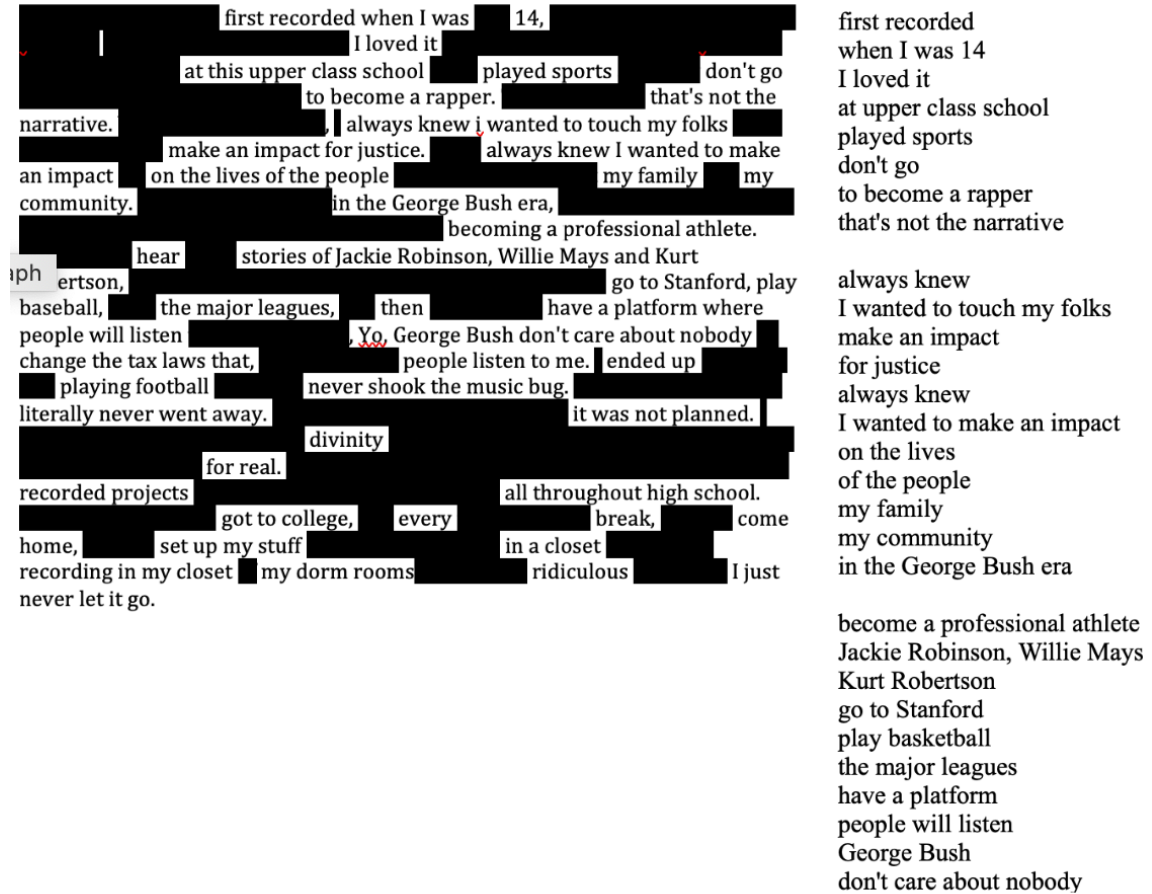 first recorded when I was 14,
I loved it
at this upper class school played sports don't go
to become a rapper. that's not the
narrative. , always knew i wanted to touch my folks
make an impact for justice. always knew I wanted to make
an impact on the lives of the people my family my
community. in the George Bush era,
becoming a professional athlete.
hear stories of Jackie Robinson, Willie Mays and Kurt
aph ertson, go to Stanford, play
baseball, the major leagues, then have a platform where
people will listen , Yo, George Bush don't care about nobody
change the tax laws that, people listen to me. ended up
playing football never shook the music bug.
literally never went away. it was not planned.
divinity
for real.
recorded projects all throughout high school.
got to college, every break, come
home, set up my stuff in a closet
recording in my closet my dorm rooms ridiculous I just
never let it go.
first recorded
when I was 14
I loved it
at upper class school
played sports
don't go
to become a rapper
that's not the narrative
always knew
I wanted to touch my folks
make an impact
for justice
always knew
I wanted to make an impact
on the lives
of the people
my family
my community
in the George Bush era
become a professional athlete
Jackie Robinson, Willie Mays
Kurt Robertson
go to Stanford
play basketball
the major leagues
have a platform
people will listen
George Bush
don't care about nobody